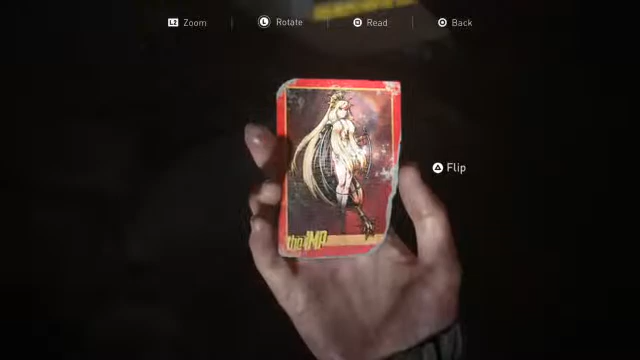 L2 Zoom
L Rotate
Read
Back
Flip
the IMP